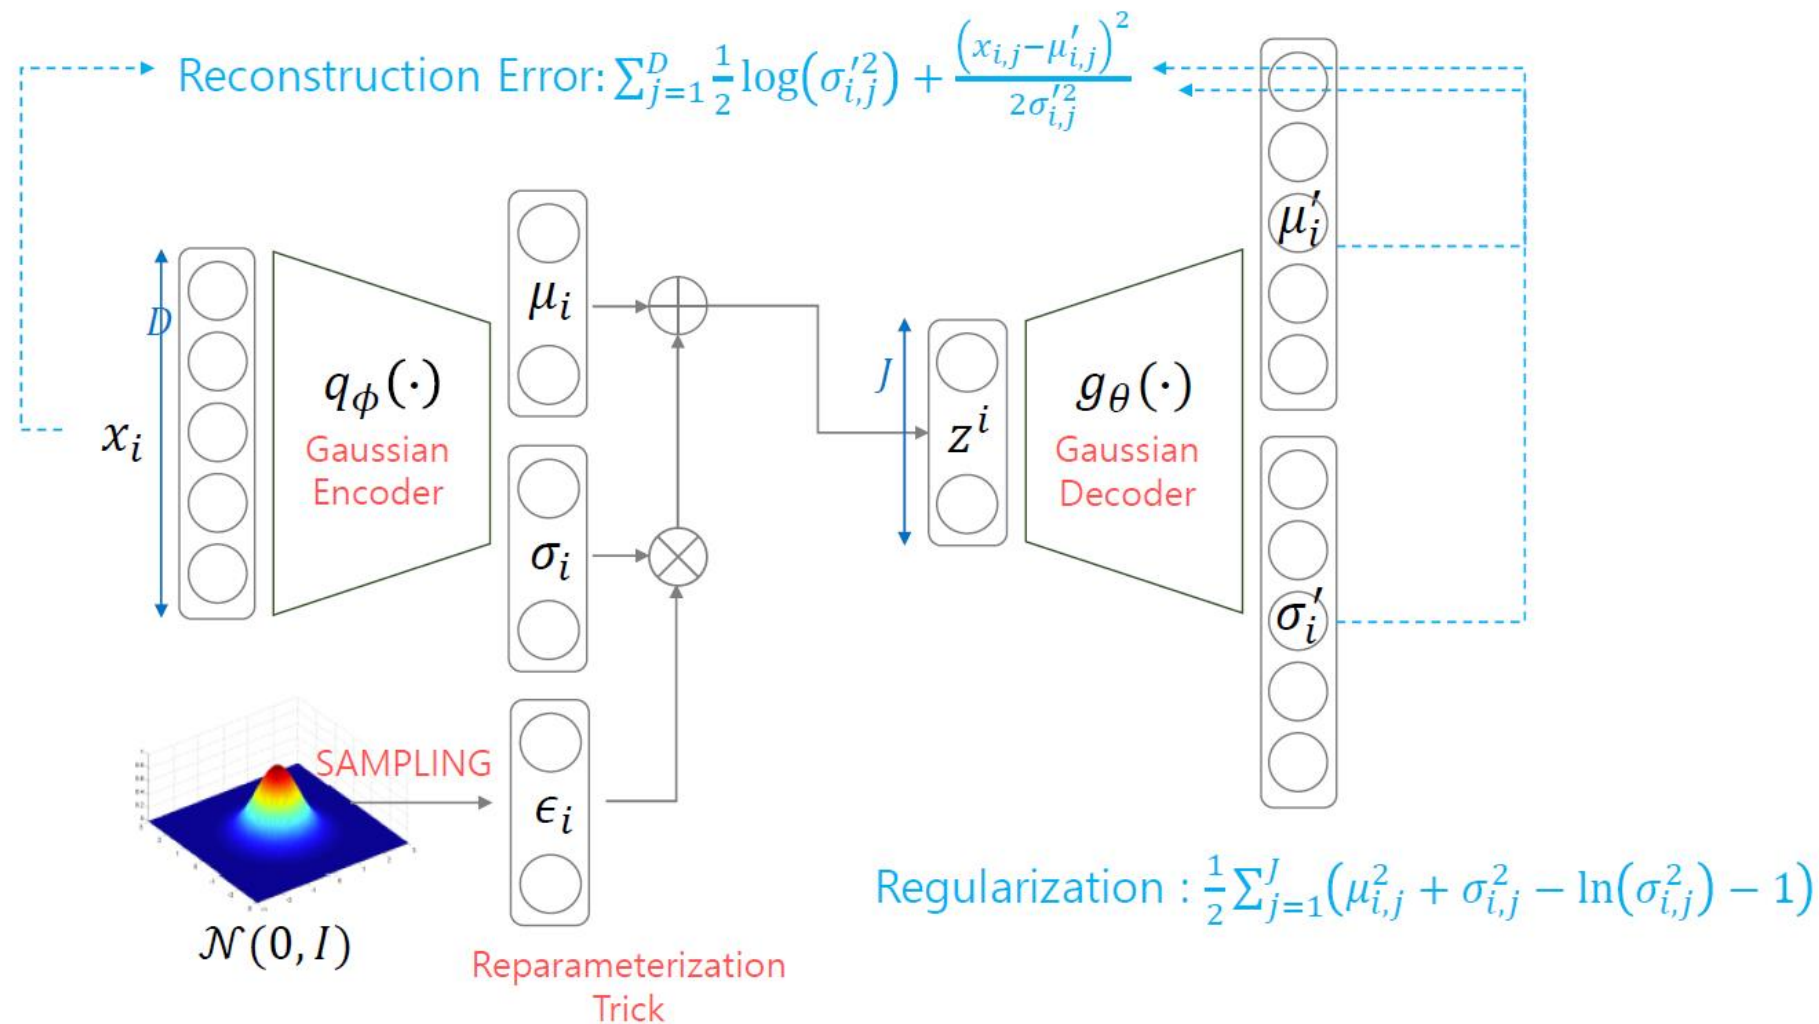 Reconstruction Error: ∑_{j=1}^{D} 1/2 log(σ′²_{i,j}) + (x_{i,j}−μ′_{i,j})² / 2σ′²_{i,j}
D
x_i
q_ϕ(·)
Gaussian
Encoder
μ_i
σ_i
SAMPLING
ϵ_i
𝒩(0, I)
Reparameterization
Trick
J
z^i
g_θ(·)
Gaussian
Decoder
μ′_i
σ′_i
Regularization : 1/2 ∑_{j=1}^{J} (μ²_{i,j} + σ²_{i,j} − ln(σ²_{i,j}) − 1)